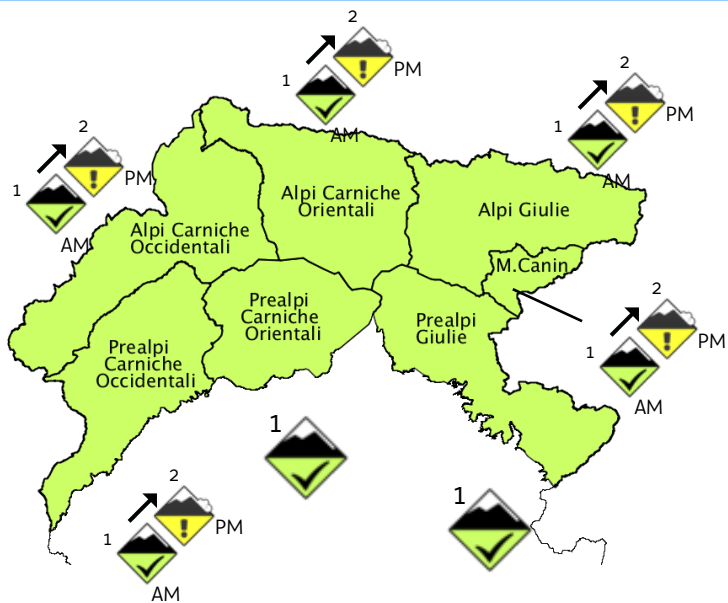 2
1
PM
AM
2
1
PM
AM
2
1
PM
AM
Alpi Carniche
Orientali
Alpi Giulie
Alpi Carniche
Occidentali
M.Canin
Prealpi
Carniche
Orientali
Prealpi
Giulie
Prealpi
Carniche
Occidentali
2
1
PM
AM
1
2
1
PM
AM
1